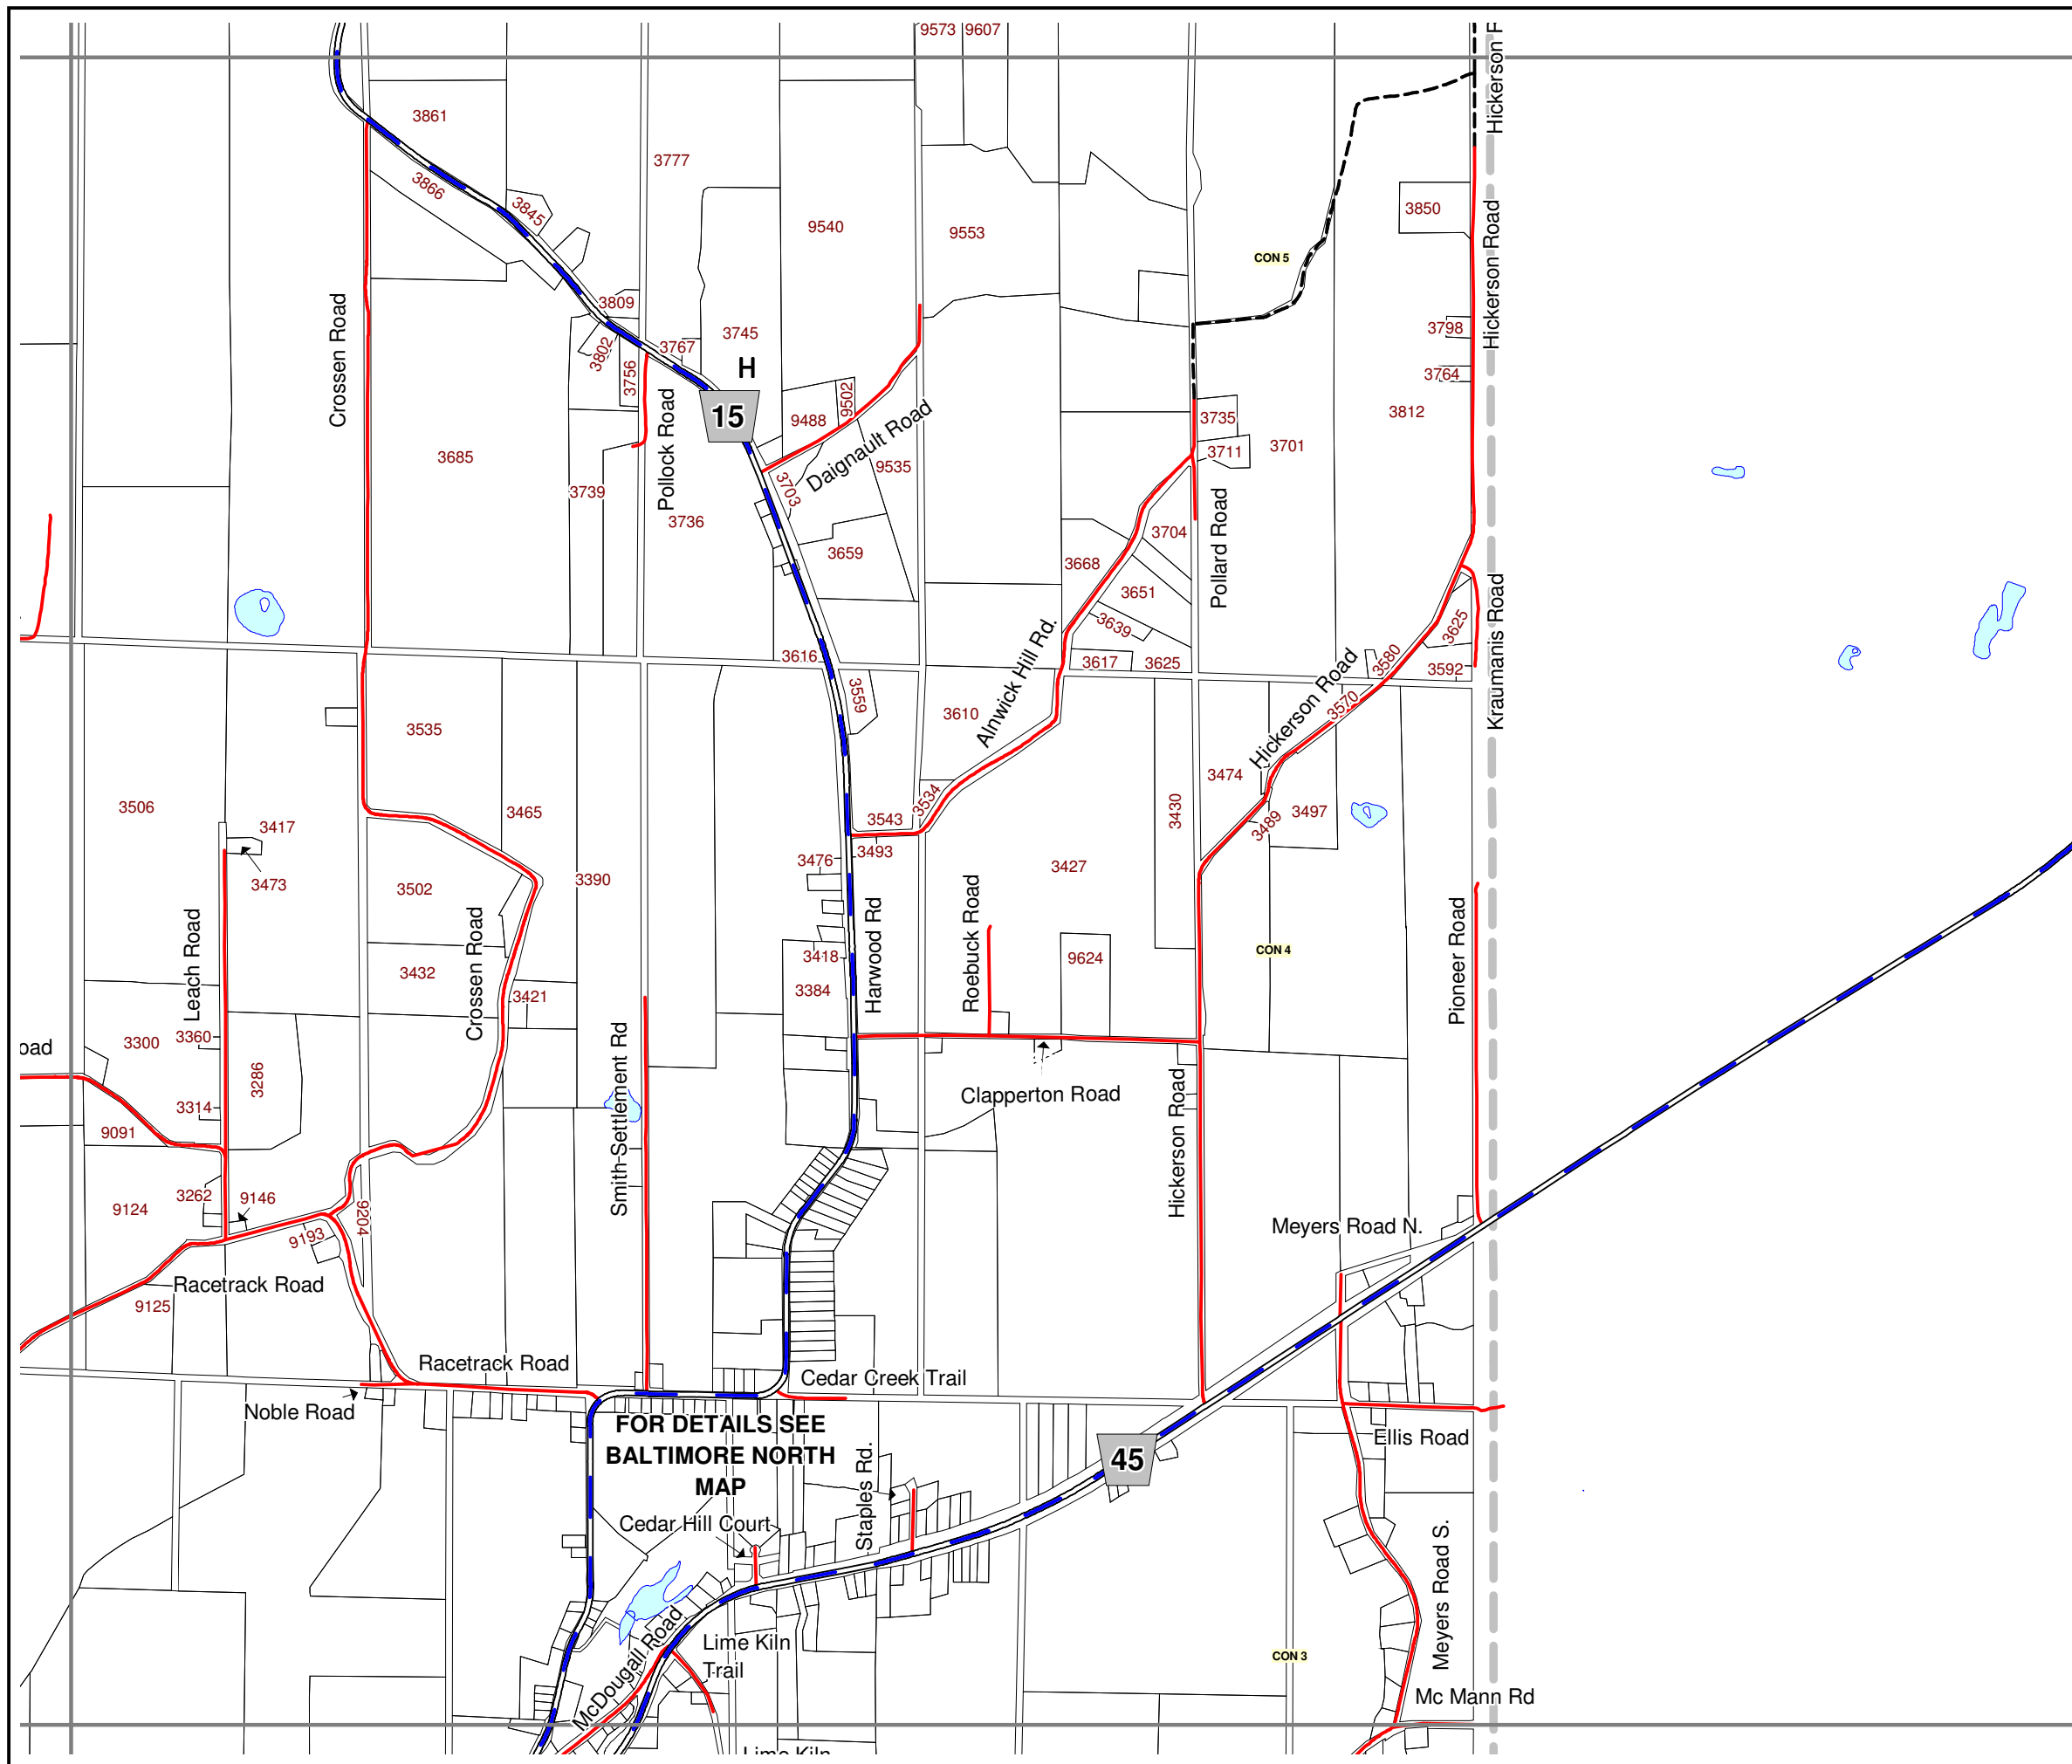 9573
9607
Hickerson
3861
3777
3866
3845
3850
9540
9553
CON 5
Hickerson Road
3809
3798
3745
3767
3802
3756
H
3764
Crossen Road
15
9502
9488
3812
3735
3701
3711
Pollock Road
Daignault Road
3685
9535
3703
3739
3736
3704
Pollard Road
3659
3668
3651
3639
3625
Kraumanis Road
Alnwick Hill Rd.
3616
3617
3625
3580
3592
3559
3570
3610
Hickerson Road
3535
3474
3506
3465
3534
3430
3497
3417
3543
3489
3476
3493
3427
3473
3502
3390
Leach Road
Crossen Road
Harwood Rd
Roebuck Road
Pioneer Road
3418
9624
CON 4
3432
3384
3421
oad
3300
3360
3286
Smith Settlement Rd
Clapperton Road
3314
9091
Hickerson Road
3262
9146
9124
9204
9193
Meyers Road N.
Racetrack Road
9125
Racetrack Road
Cedar Creek Trail
Noble Road
FOR DETAILS SEE
BALTIMORE NORTH
MAP
45
Ellis Road
Staples Rd.
Cedar Hill Court
Meyers Road S.
McDougall Road
Lime Kiln
Trail
CON 3
Mc Mann Rd
Lime Kiln